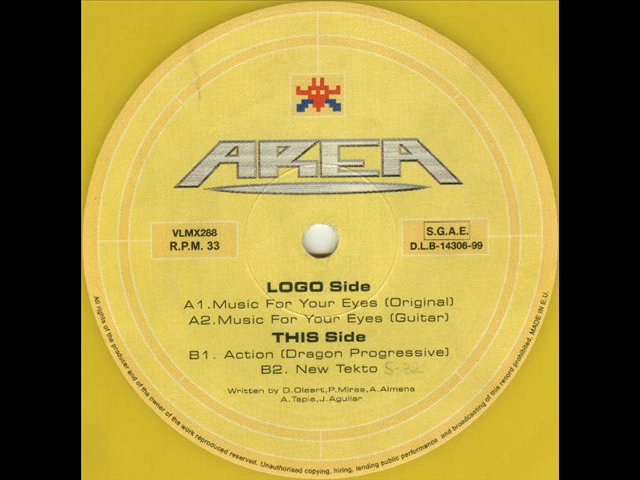 AREA
VLMX288
R.P.M. 33
S.G.A.E.
D.L.B-14306-99
LOGO Side
A1.Music For Your Eyes (Original)
A2.Music For Your Eyes (Guitar)
THIS Side
B1. Action (Dragon Progressive)
B2. New Tekto S-32
Written by D.Oleart,P.Miras,A.Almena
A.Tapia,J.Aguilar
All rights of the producer end of the owner of the work reproduced reserved. Unauthorised copying, hiring, lending public performance and broadcasting of this record prohibited. MADE IN E.U.